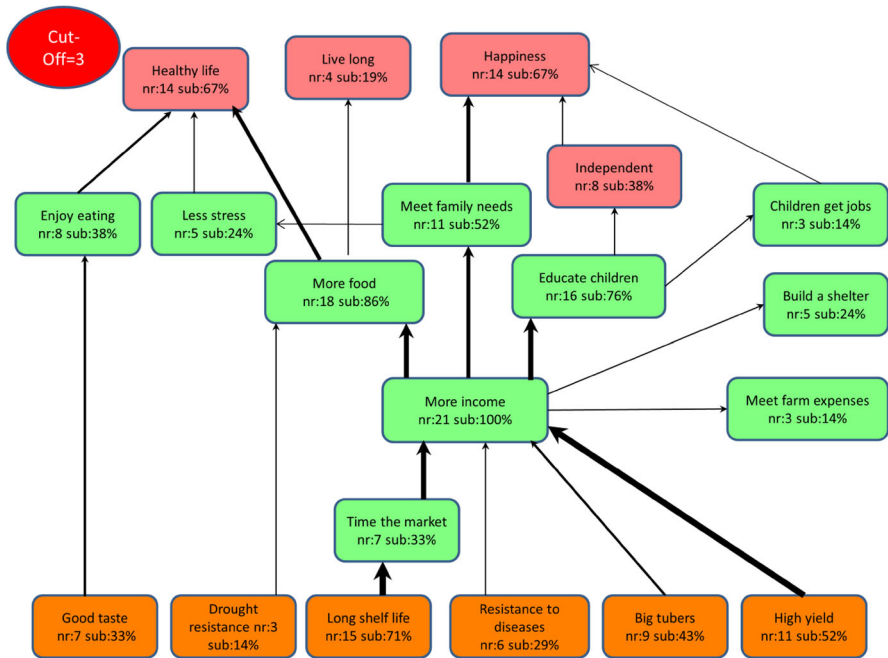 Cut-
Off=3
Healthy life
nr:14 sub:67%
Live long
nr:4 sub:19%
Happiness
nr:14 sub:67%
Independent
nr:8 sub:38%
Enjoy eating
nr:8 sub:38%
Less stress
nr:5 sub:24%
Meet family needs
nr:11 sub:52%
Children get jobs
nr:3 sub:14%
More food
nr:18 sub:86%
Educate children
nr:16 sub:76%
Build a shelter
nr:5 sub:24%
More income
nr:21 sub:100%
Meet farm expenses
nr:3 sub:14%
Time the market
nr:7 sub:33%
Good taste
nr:7 sub:33%
Drought
resistance nr:3
sub:14%
Long shelf life
nr:15 sub:71%
Resistance to
diseases
nr:6 sub:29%
Big tubers
nr:9 sub:43%
High yield
nr:11 sub:52%